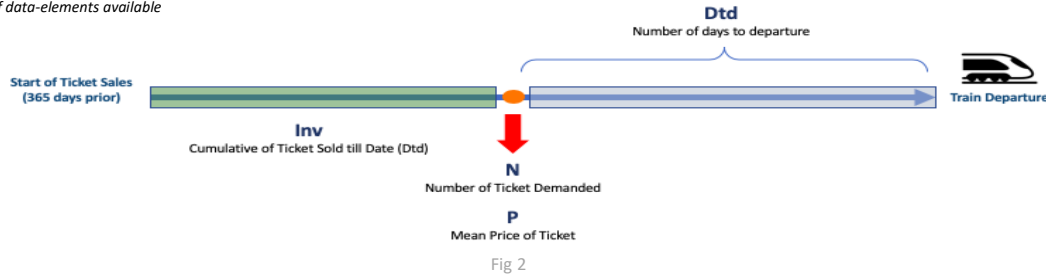 f data-elements available
Dtd
Number of days to departure
Start of Ticket Sales
(365 days prior)
Train Departure
Inv
Cumulative of Ticket Sold till Date (Dtd)
N
Number of Ticket Demanded
P
Mean Price of Ticket
Fig 2